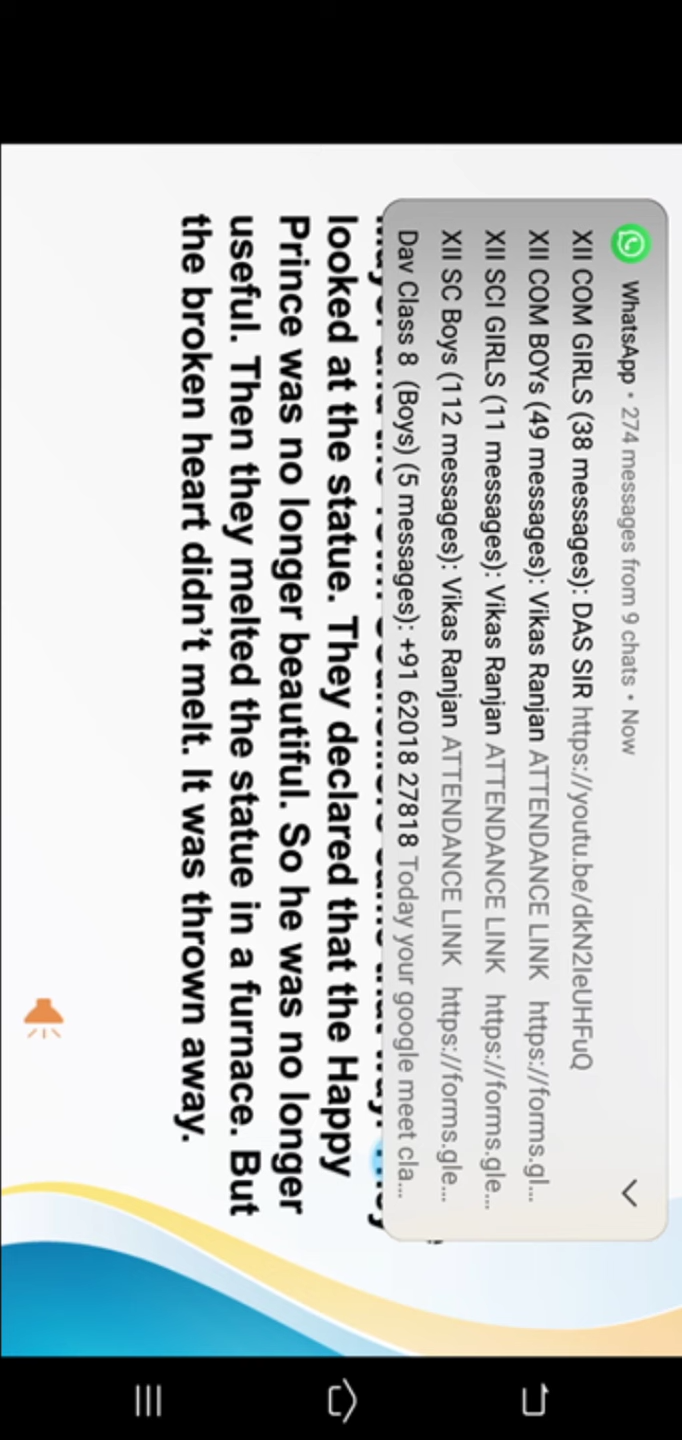 WhatsApp • 274 messages from 9 chats • Now
XII COM GIRLS (38 messages): DAS SIR https://youtu.be/dkN2IeUHFuQ
XII COM BOYs (49 messages): Vikas Ranjan ATTENDANCE LINK https://forms.gl...
XII SCI GIRLS (11 messages): Vikas Ranjan ATTENDANCE LINK https://forms.gle...
XII SC Boys (112 messages): Vikas Ranjan ATTENDANCE LINK https://forms.gle...
Dav Class 8 (Boys) (5 messages): +91 62018 27818 Today your google meet cla...
looked at the statue. They declared that the Happy
Prince was no longer beautiful. So he was no longer
useful. Then they melted the statue in a furnace. But
the broken heart didn't melt. It was thrown away.